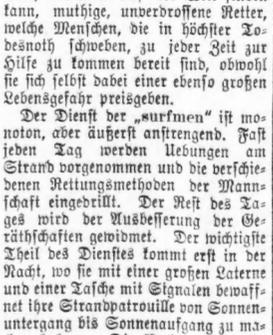 kann, muthige, unverdrossene Retter,
welche Menschen, die in höchster To-
desnoth schweben, zu jeder Zeit zur
Hilfe zu kommen bereit sind, obwohl
sie sich selbst dabei einer ebenso großen
Lebensgefahr preisgeben.
Der Dienst der „surfmen" ist mo-
noton, aber äußerst anstrengend. Fast
jeden Tag werden Uebungen am
Strand vorgenommen und die verschie-
denen Rettungsmethoden der Mann-
schaft eingedrillt. Der Rest des Ta-
ges wird der Ausbesserung der Ge-
räthschaften gewidmet. Der wichtigste
Theil des Dienstes kommt erst in der
Nacht, wo sie mit einer großen Laterne
und einer Tasche mit Signalen bewaff-
net ihre Strandpatrouille von Sonnen-
untergang bis Sonnenaufgang zu ma-